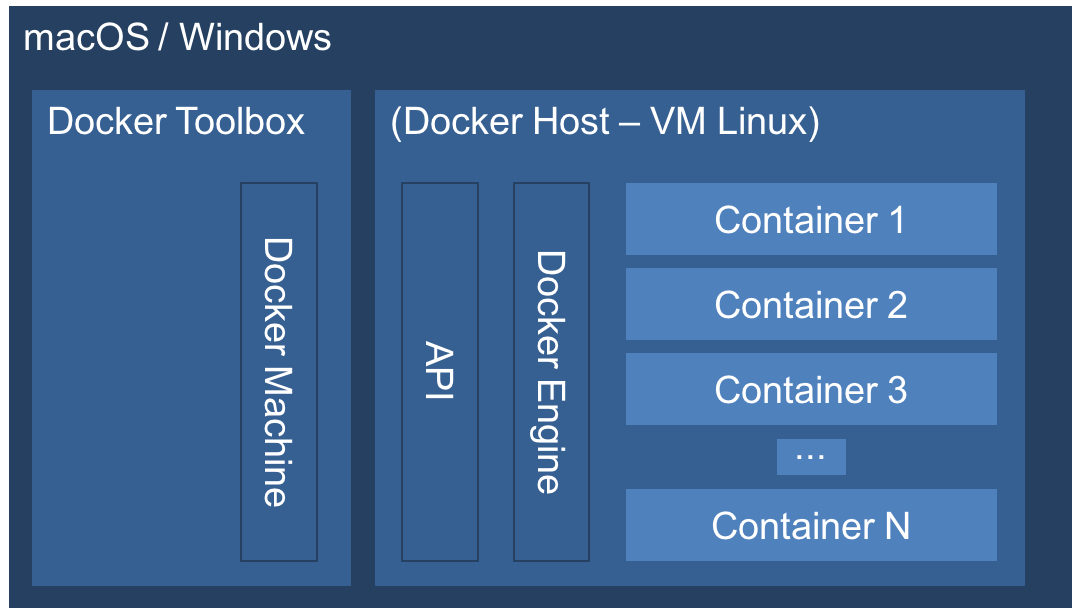 macOS / Windows
Docker Toolbox
Docker Machine
(Docker Host – VM Linux)
API
Docker Engine
Container 1
Container 2
Container 3
...
Container N